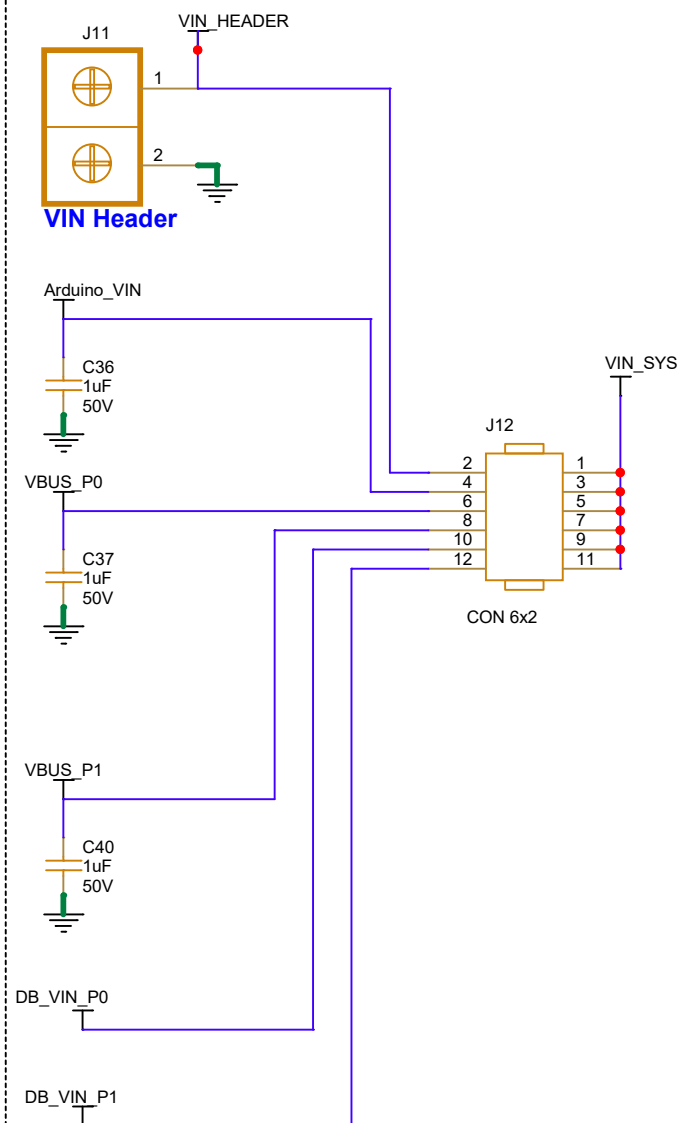 VIN_HEADER
J11
1
2
VIN Header
Arduino_VIN
C36
1uF
50V
VIN_SYS
J12
2 1
4 3
6 5
8 7
10 9
12 11
CON 6x2
VBUS_P0
C37
1uF
50V
VBUS_P1
C40
1uF
50V
DB_VIN_P0
DB_VIN_P1